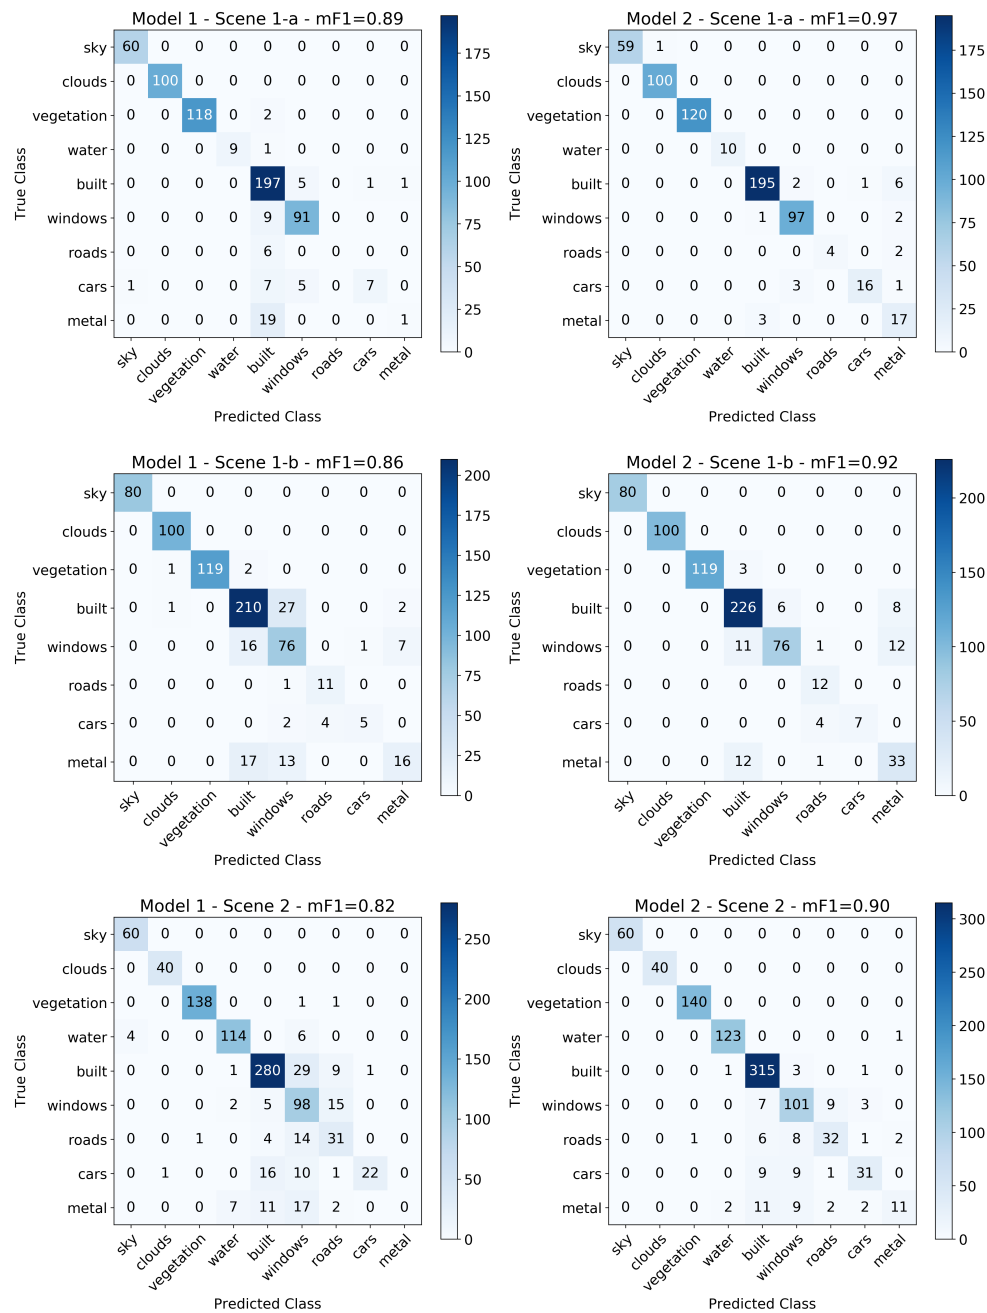 Model 1 - Scene 1-a - mF1=0.89
sky 60 0 0 0 0 0 0 0 0
clouds 0 100 0 0 0 0 0 0 0
vegetation 0 0 118 0 2 0 0 0 0
water 0 0 0 9 1 0 0 0 0
built 0 0 0 0 197 5 0 1 1
windows 0 0 0 0 9 91 0 0 0
roads 0 0 0 0 6 0 0 0 0
cars 1 0 0 0 7 5 0 7 0
metal 0 0 0 0 19 0 0 0 1
sky clouds vegetation water built windows roads cars metal
Predicted Class
True Class
175
150
125
100
75
50
25
0
Model 2 - Scene 1-a - mF1=0.97
sky 59 1 0 0 0 0 0 0 0
clouds 0 100 0 0 0 0 0 0 0
vegetation 0 0 120 0 0 0 0 0 0
water 0 0 0 10 0 0 0 0 0
built 0 0 0 0 195 2 0 1 6
windows 0 0 0 0 1 97 0 0 2
roads 0 0 0 0 0 0 4 0 2
cars 0 0 0 0 0 3 0 16 1
metal 0 0 0 0 3 0 0 0 17
sky clouds vegetation water built windows roads cars metal
Predicted Class
True Class
175
150
125
100
75
50
25
0
Model 1 - Scene 1-b - mF1=0.86
sky 80 0 0 0 0 0 0 0
clouds 0 100 0 0 0 0 0 0
vegetation 0 1 119 2 0 0 0 0
built 0 1 0 210 27 0 0 2
windows 0 0 0 16 76 0 1 7
roads 0 0 0 0 1 11 0 0
cars 0 0 0 0 2 4 5 0
metal 0 0 0 17 13 0 0 16
sky clouds vegetation built windows roads cars metal
Predicted Class
True Class
200
175
150
125
100
75
50
25
0
Model 2 - Scene 1-b - mF1=0.92
sky 80 0 0 0 0 0 0 0
clouds 0 100 0 0 0 0 0 0
vegetation 0 0 119 3 0 0 0 0
built 0 0 0 226 6 0 0 8
windows 0 0 0 11 76 1 0 12
roads 0 0 0 0 0 12 0 0
cars 0 0 0 0 0 4 7 0
metal 0 0 0 12 0 1 0 33
sky clouds vegetation built windows roads cars metal
Predicted Class
True Class
200
150
100
50
0
Model 1 - Scene 2 - mF1=0.82
sky 60 0 0 0 0 0 0 0 0
clouds 0 40 0 0 0 0 0 0 0
vegetation 0 0 138 0 0 1 1 0 0
water 4 0 0 114 0 6 0 0 0
built 0 0 0 1 280 29 9 1 0
windows 0 0 0 2 5 98 15 0 0
roads 0 0 1 0 4 14 31 0 0
cars 0 1 0 0 16 10 1 22 0
metal 0 0 0 7 11 17 2 0 0
sky clouds vegetation water built windows roads cars metal
Predicted Class
True Class
250
200
150
100
50
0
Model 2 - Scene 2 - mF1=0.90
sky 60 0 0 0 0 0 0 0 0
clouds 0 40 0 0 0 0 0 0 0
vegetation 0 0 140 0 0 0 0 0 0
water 0 0 0 123 0 0 0 0 1
built 0 0 0 1 315 3 0 1 0
windows 0 0 0 0 7 101 9 3 0
roads 0 0 1 0 6 8 32 1 2
cars 0 0 0 0 9 9 1 31 0
metal 0 0 0 2 11 9 2 2 11
sky clouds vegetation water built windows roads cars metal
Predicted Class
True Class
300
250
200
150
100
50
0